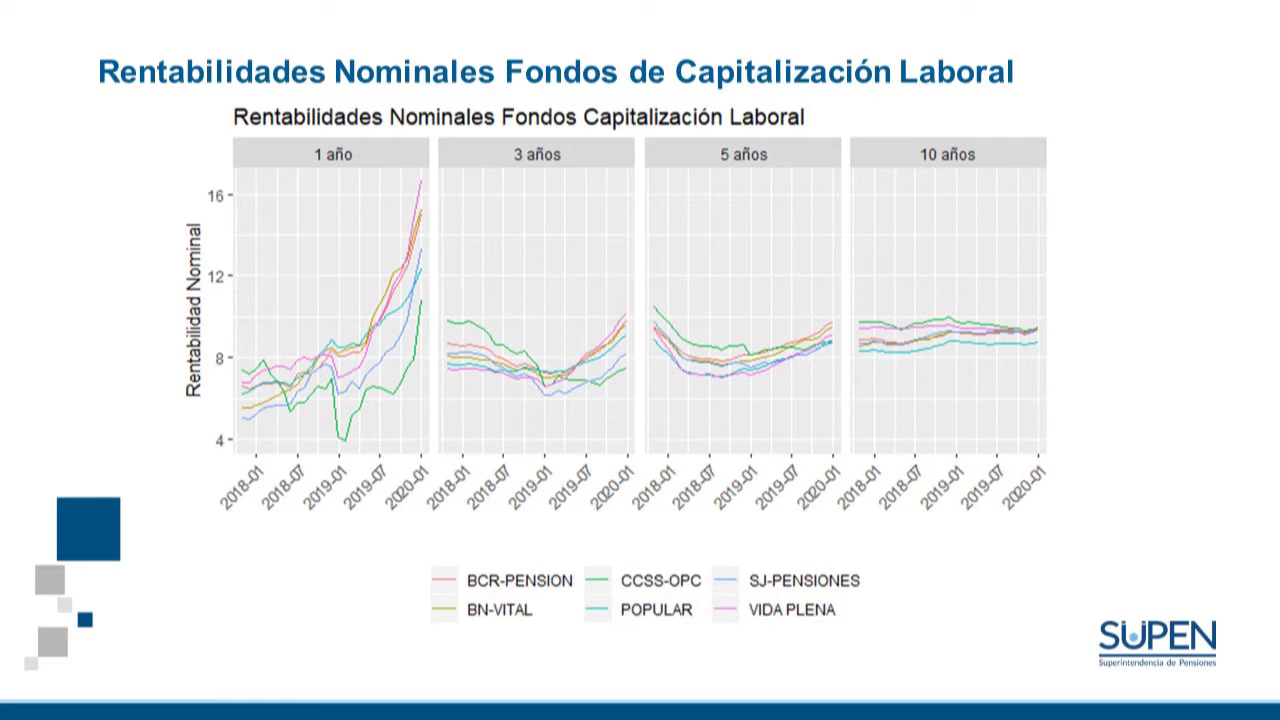 Rentabilidades Nominales Fondos de Capitalización Laboral
Rentabilidades Nominales Fondos Capitalización Laboral
1 año
3 años
5 años
10 años
Rentabilidad Nominal
16
12
8
4
2018-01
2018-07
2019-01
2019-07
2020-01
2018-01
2018-07
2019-01
2019-07
2020-01
2018-01
2018-07
2019-01
2019-07
2020-01
2018-01
2018-07
2019-01
2019-07
2020-01
BCR-PENSION
CCSS-OPC
SJ-PENSIONES
BN-VITAL
POPULAR
VIDA PLENA
SUPEN
Superintendencia de Pensiones